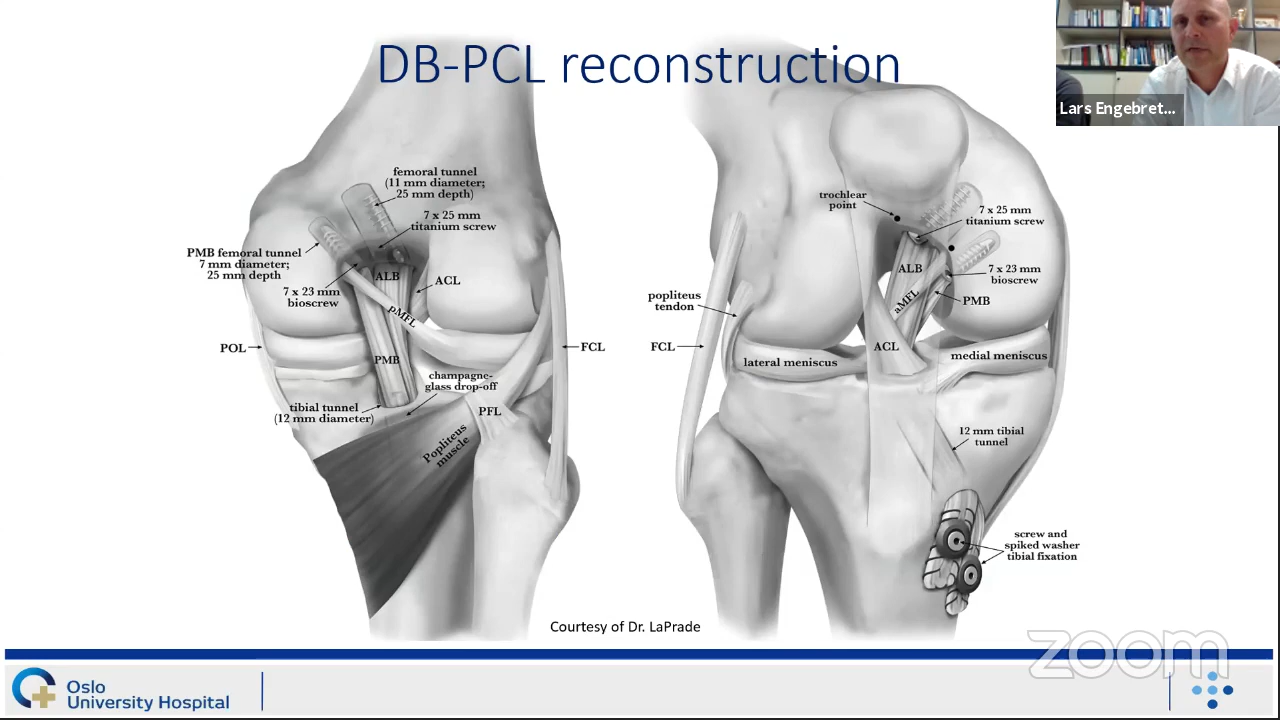 DB-PCL reconstruction
Lars Engebret...
femoral tunnel
(11 mm diameter;
25 mm depth)
7 x 25 mm
titanium screw
PMB femoral tunnel
7 mm diameter;
25 mm depth
7 x 23 mm
bioscrew
ALB
ACL
pMFL
POL
PMB
FCL
champagne-
glass drop-off
tibial tunnel
(12 mm diameter)
PFL
Popliteus
muscle
trochlear
point
7 x 25 mm
titanium screw
ALB
7 x 23 mm
bioscrew
aMFL
PMB
popliteus
tendon
FCL
ACL
lateral meniscus
medial meniscus
12 mm tibial
tunnel
screw and
spiked washer
tibial fixation
Courtesy of Dr. LaPrade
zoom
Oslo
University Hospital